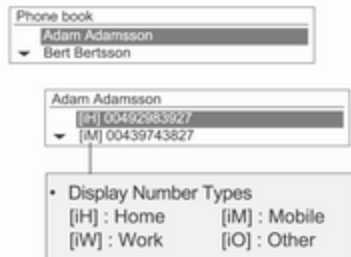 Phone book
Adam Adamsson
Bert Bertsson
Adam Adamsson
[iH] 00492983927
[iM] 00439743827
• Display Number Types
[iH] : Home [iM] : Mobile
[iW] : Work [iO] : Other